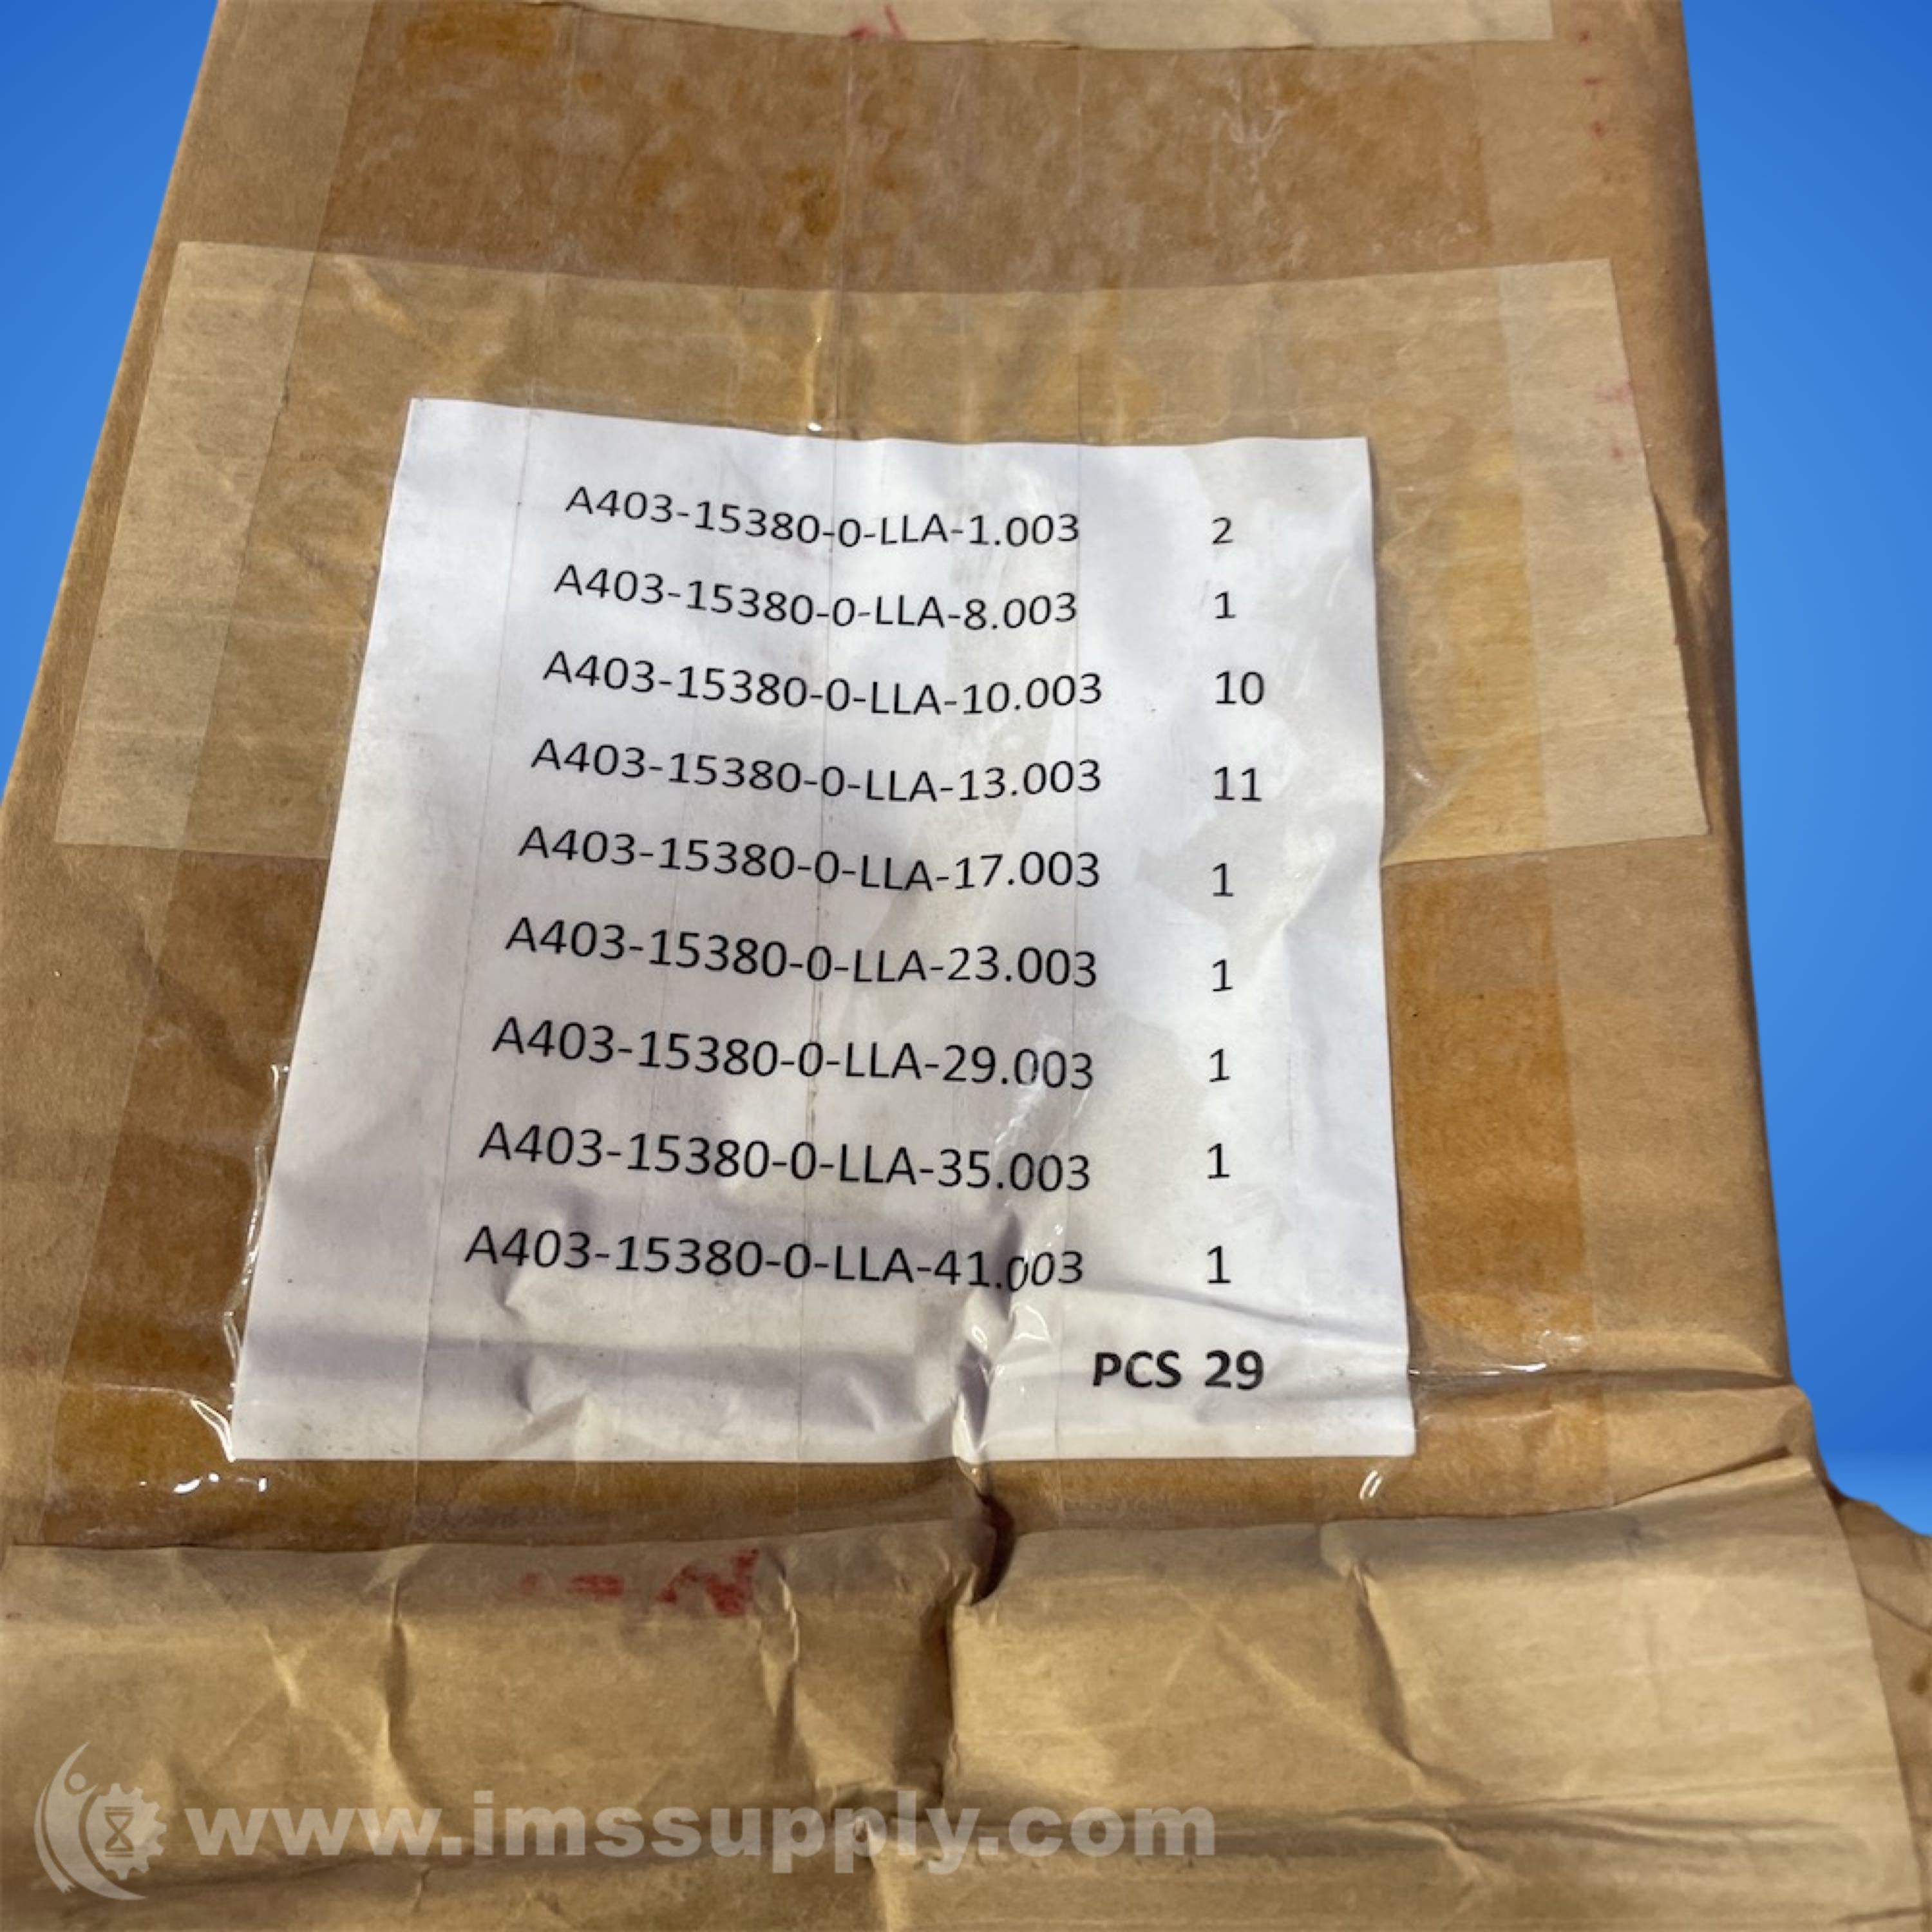 A403-15380-0-LLA-1.003 2
A403-15380-0-LLA-8.003 1
A403-15380-0-LLA-10.003 10
A403-15380-0-LLA-13.003 11
A403-15380-0-LLA-17.003 1
A403-15380-0-LLA-23.003 1
A403-15380-0-LLA-29.003 1
A403-15380-0-LLA-35.003 1
A403-15380-0-LLA-41.003 1
PCS 29
www.imssupply.com